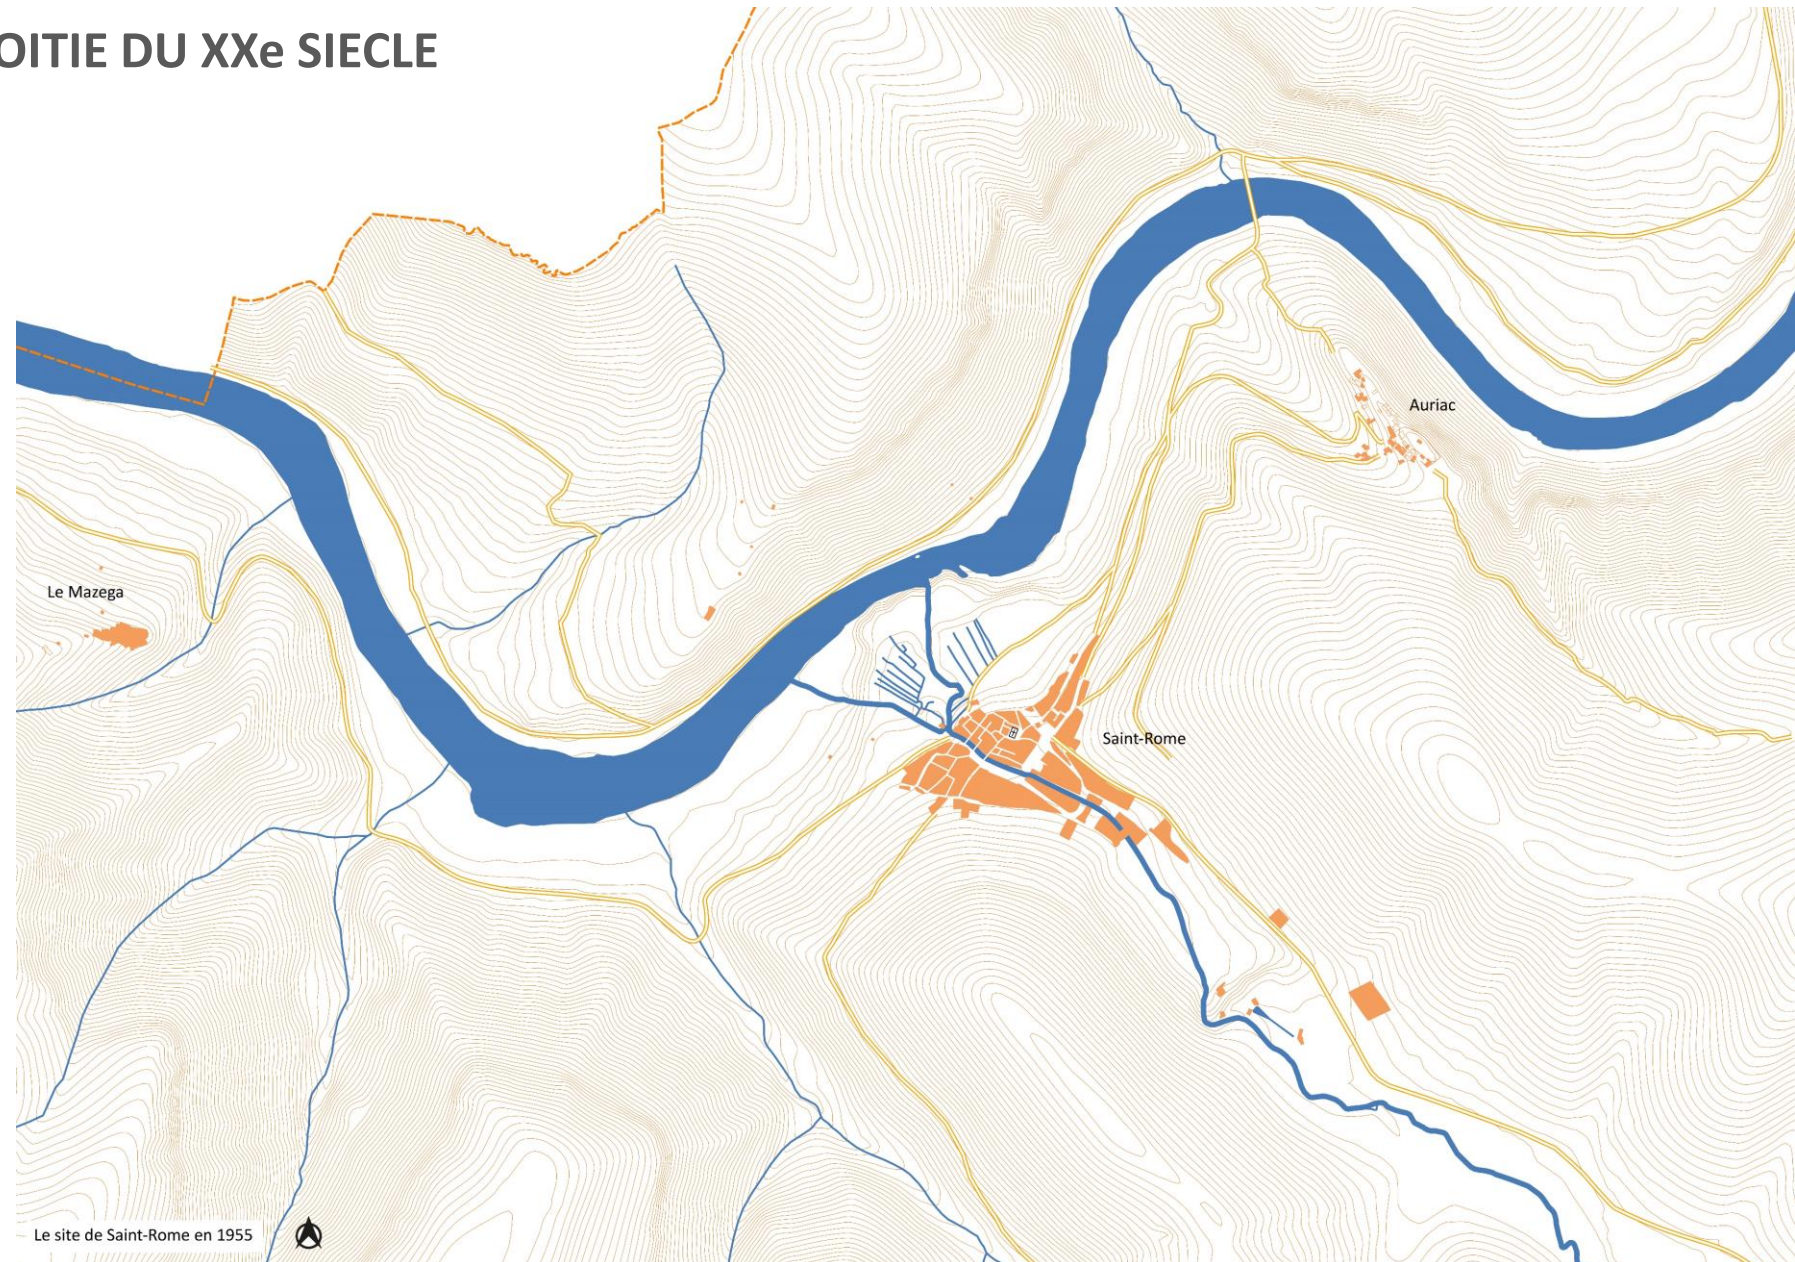 OITIE DU XXe SIECLE
Auriac
Le Mazega
Saint-Rome
Le site de Saint-Rome en 1955